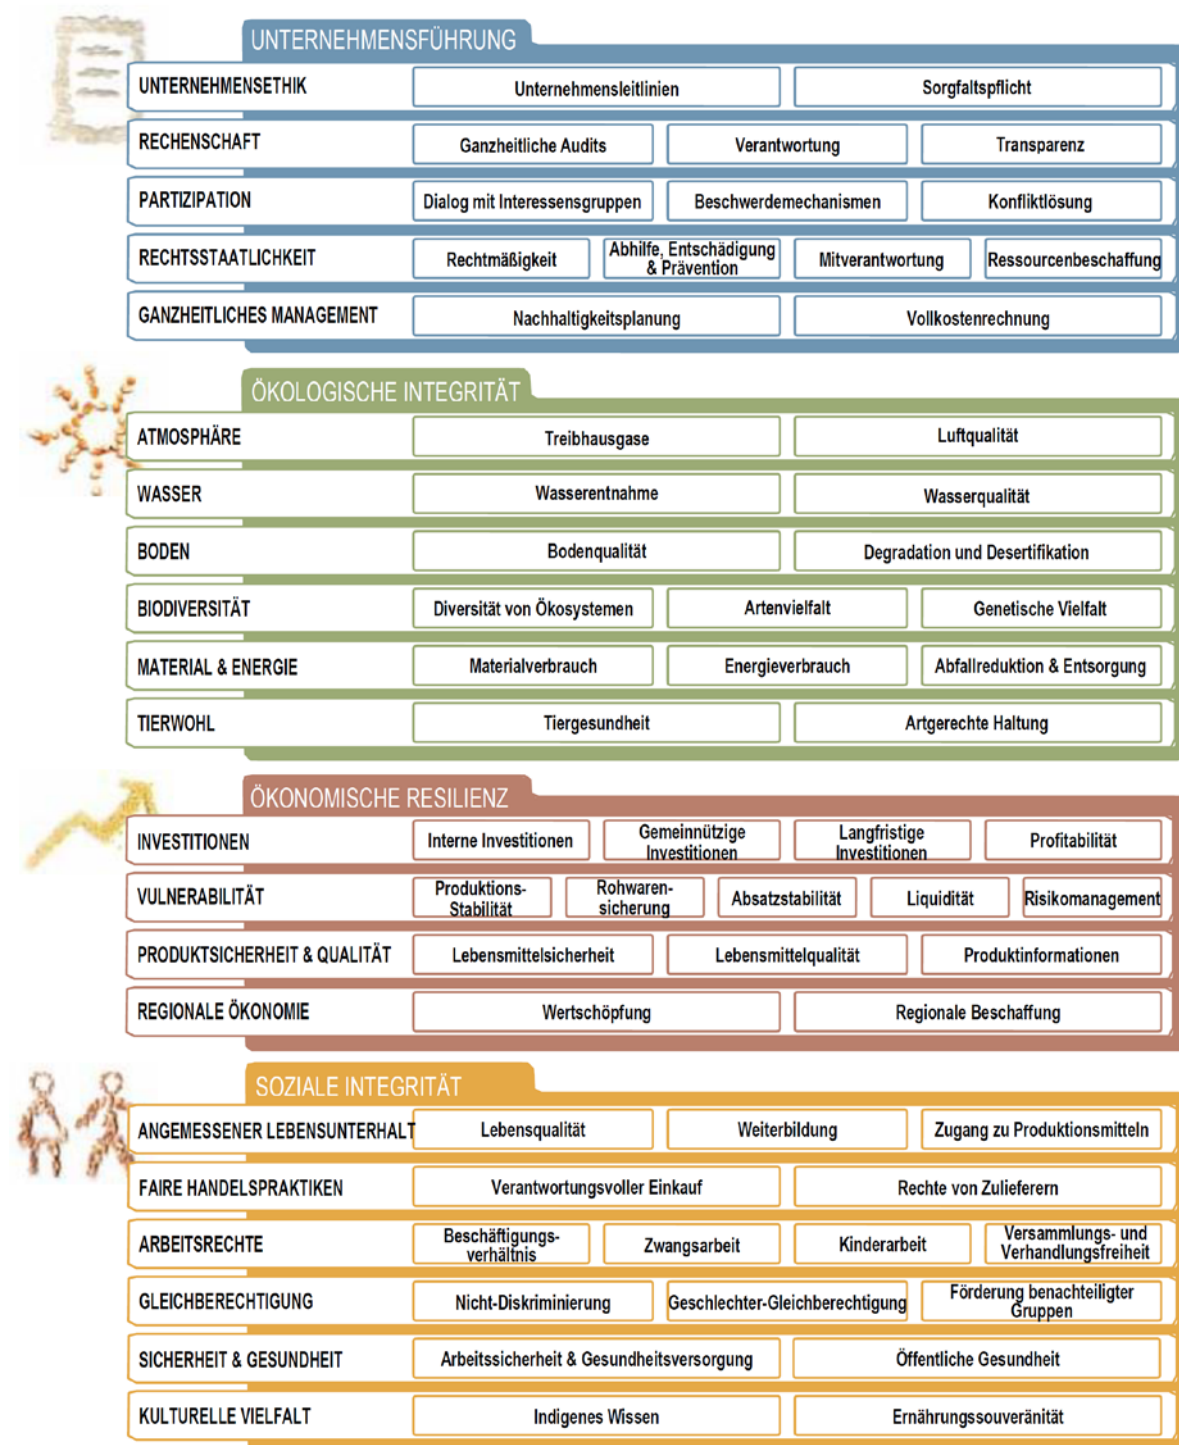 UNTERNEHMENSFÜHRUNG
UNTERNEHMENSETHIK
Unternehmensleitlinien
Sorgfaltspflicht
RECHENSCHAFT
Ganzheitliche Audits
Verantwortung
Transparenz
PARTIZIPATION
Dialog mit Interessensgruppen
Beschwerdemechanismen
Konfliktlösung
RECHTSSTAATLICHKEIT
Rechtmäßigkeit
Abhilfe, Entschädigung
& Prävention
Mitverantwortung
Ressourcenbeschaffung
GANZHEITLICHES MANAGEMENT
Nachhaltigkeitsplanung
Vollkostenrechnung
ÖKOLOGISCHE INTEGRITÄT
ATMOSPHÄRE
Treibhausgase
Luftqualität
WASSER
Wasserentnahme
Wasserqualität
BODEN
Bodenqualität
Degradation und Desertifikation
BIODIVERSITÄT
Diversität von Ökosystemen
Artenvielfalt
Genetische Vielfalt
MATERIAL & ENERGIE
Materialverbrauch
Energieverbrauch
Abfallreduktion & Entsorgung
TIERWOHL
Tiergesundheit
Artgerechte Haltung
ÖKONOMISCHE RESILIENZ
INVESTITIONEN
Interne Investitionen
Gemeinnützige
Investitionen
Langfristige
Investitionen
Profitabilität
VULNERABILITÄT
Produktions-
Stabilität
Rohwaren-
sicherung
Absatzstabilität
Liquidität
Risikomanagement
PRODUKTSICHERHEIT & QUALITÄT
Lebensmittelsicherheit
Lebensmittelqualität
Produktinformationen
REGIONALE ÖKONOMIE
Wertschöpfung
Regionale Beschaffung
SOZIALE INTEGRITÄT
ANGEMESSENER LEBENSUNTERHALT
Lebensqualität
Weiterbildung
Zugang zu Produktionsmitteln
FAIRE HANDELSPRAKTIKEN
Verantwortungsvoller Einkauf
Rechte von Zulieferern
ARBEITSRECHTE
Beschäftigungs-
verhältnis
Zwangsarbeit
Kinderarbeit
Versammlungs- und
Verhandlungsfreiheit
GLEICHBERECHTIGUNG
Nicht-Diskriminierung
Geschlechter-Gleichberechtigung
Förderung benachteiligter
Gruppen
SICHERHEIT & GESUNDHEIT
Arbeitssicherheit & Gesundheitsversorgung
Öffentliche Gesundheit
KULTURELLE VIELFALT
Indigenes Wissen
Ernährungssouveränität